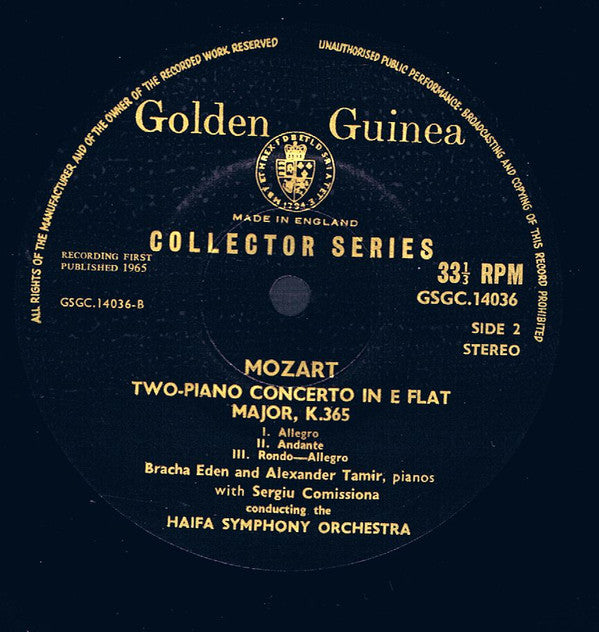 ALL RIGHTS OF THE MANUFACTURER AND OF THE OWNER OF THE RECORDED WORK RESERVED
UNAUTHORISED PUBLIC PERFORMANCE, BROADCASTING AND COPYING OF THIS RECORD PROHIBITED
Golden Guinea
MADE IN ENGLAND
COLLECTOR SERIES
RECORDING FIRST
PUBLISHED 1965
33⅓ RPM
GSGC.14036-B
GSGC.14036
SIDE 2
STEREO
MOZART
TWO-PIANO CONCERTO IN E FLAT
MAJOR, K.365
I. Allegro
II. Andante
III. Rondo—Allegro
Bracha Eden and Alexander Tamir, pianos
with Sergiu Comissiona
conducting the
HAIFA SYMPHONY ORCHESTRA